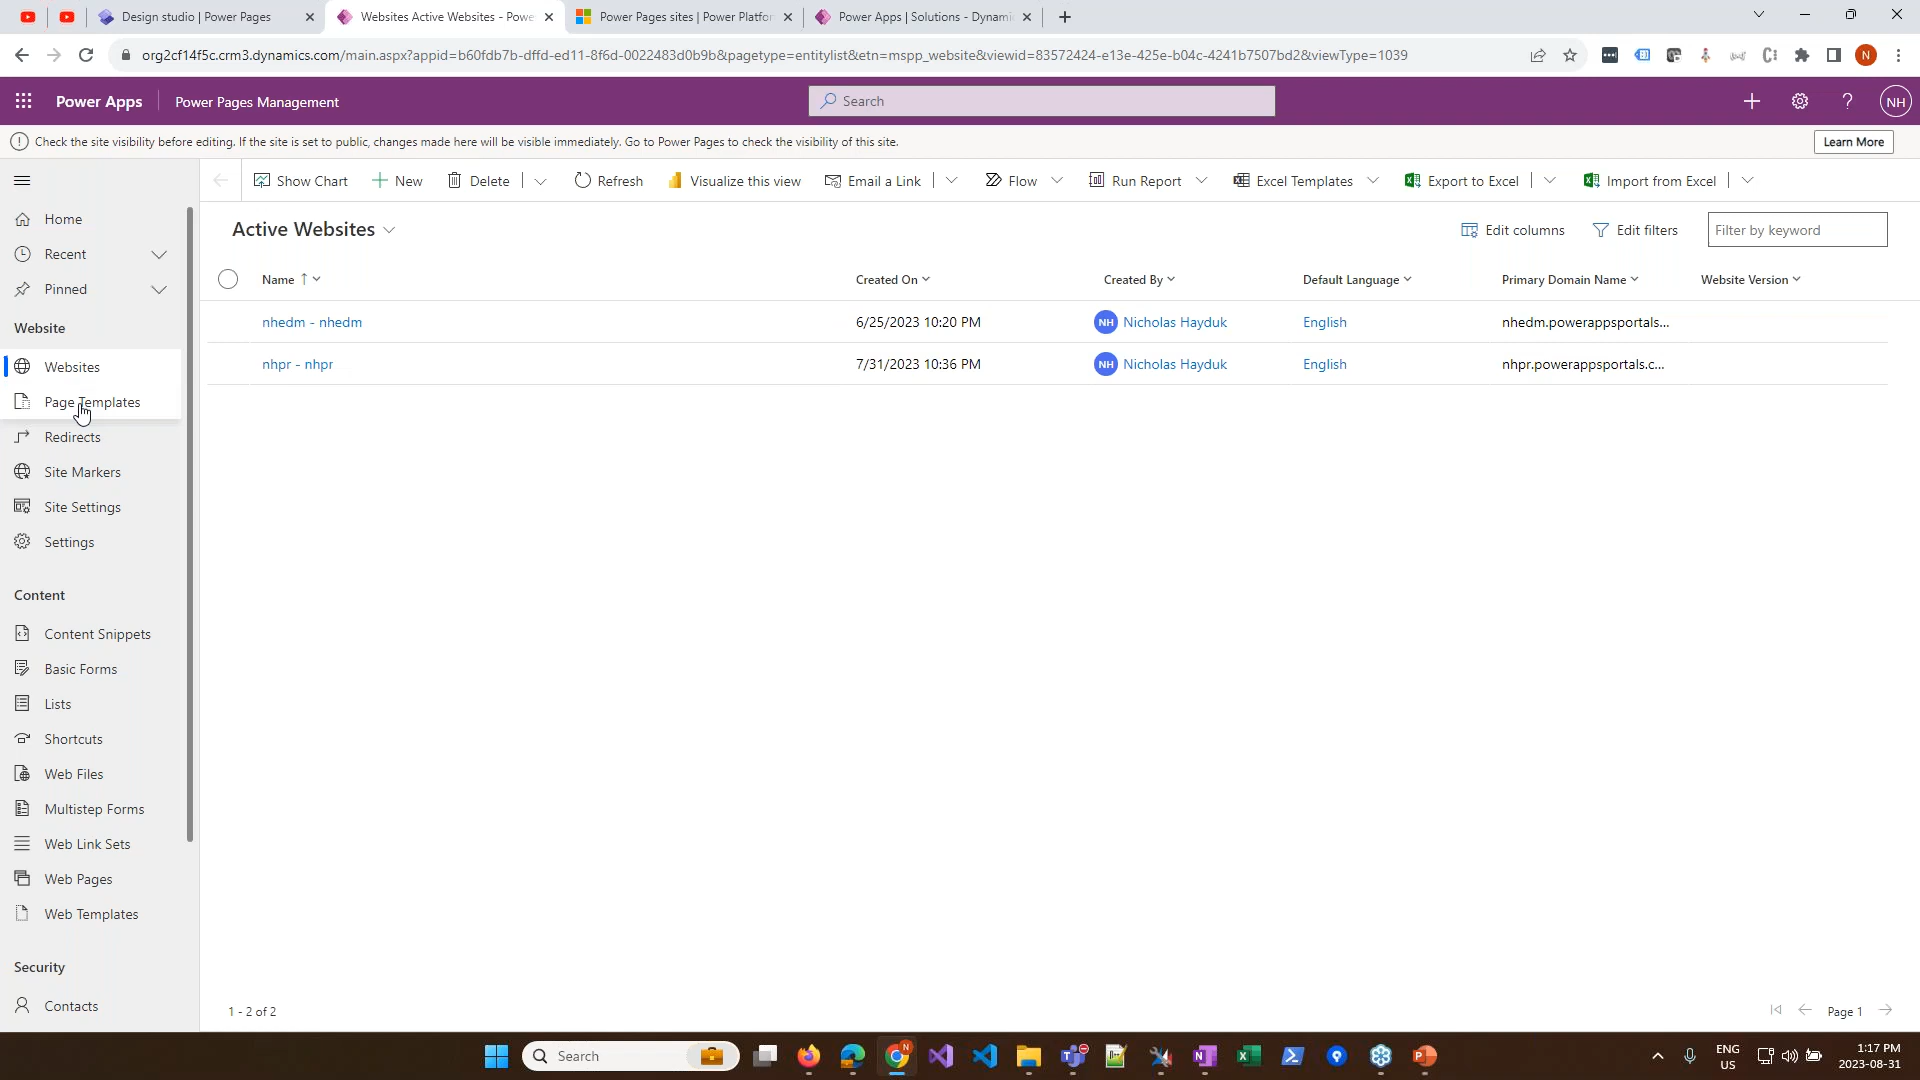 Design studio | Power Pages
Websites Active Websites - Powe
Power Pages sites | Power Platfor
Power Apps | Solutions - Dynami
org2cf14f5c.crm3.dynamics.com/main.aspx?appid=b60fdb7b-dffd-ed11-8f6d-0022483d0b9b&pagetype=entitylist&etn=mspp_website&viewid=83572424-e13e-425e-b04c-4241b7507bd2&viewType=1039
N
Power Apps
Power Pages Management
Search
NH
Check the site visibility before editing. If the site is set to public, changes made here will be visible immediately. Go to Power Pages to check the visibility of this site.
Learn More
Show Chart
New
Delete
Refresh
Visualize this view
Email a Link
Flow
Run Report
Excel Templates
Export to Excel
Import from Excel
Home
Recent
Pinned
Website
Websites
Page Templates
Redirects
Site Markers
Site Settings
Settings
Content
Content Snippets
Basic Forms
Lists
Shortcuts
Web Files
Multistep Forms
Web Link Sets
Web Pages
Web Templates
Security
Contacts
Active Websites
Edit columns
Edit filters
Filter by keyword
Name
Created On
Created By
Default Language
Primary Domain Name
Website Version
nhedm - nhedm
6/25/2023 10:20 PM
NH Nicholas Hayduk
English
nhedm.powerappsportals...
nhpr - nhpr
7/31/2023 10:36 PM
NH Nicholas Hayduk
English
nhpr.powerappsportals.c...
1 - 2 of 2
Page 1
Search
ENG
US
1:17 PM
2023-08-31